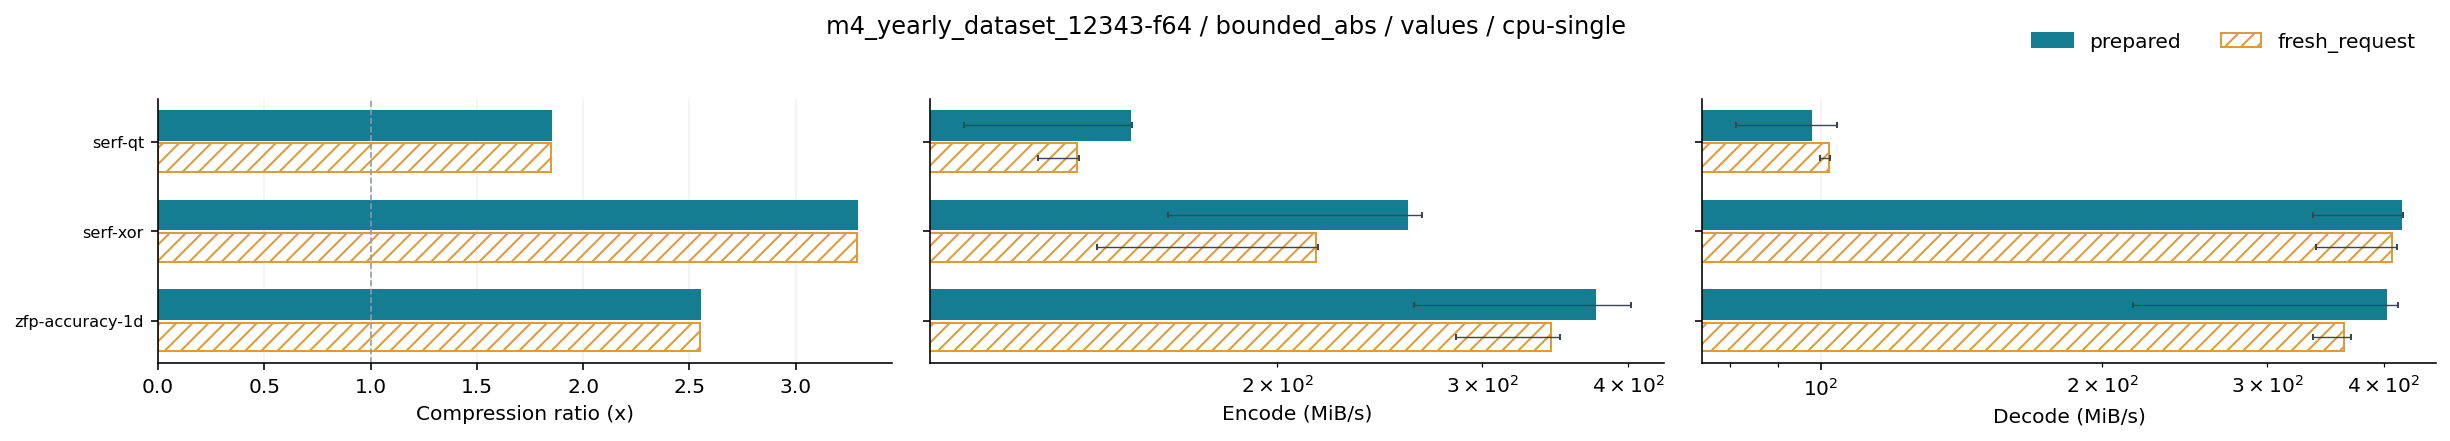 m4_yearly_dataset_12343-f64 / bounded_abs / values / cpu-single
prepared
fresh_request
serf-qt
serf-xor
zfp-accuracy-1d
0.0 0.5 1.0 1.5 2.0 2.5 3.0
Compression ratio (x)
2 × 10² 3 × 10² 4 × 10²
Encode (MiB/s)
10² 2 × 10² 3 × 10² 4 × 10²
Decode (MiB/s)